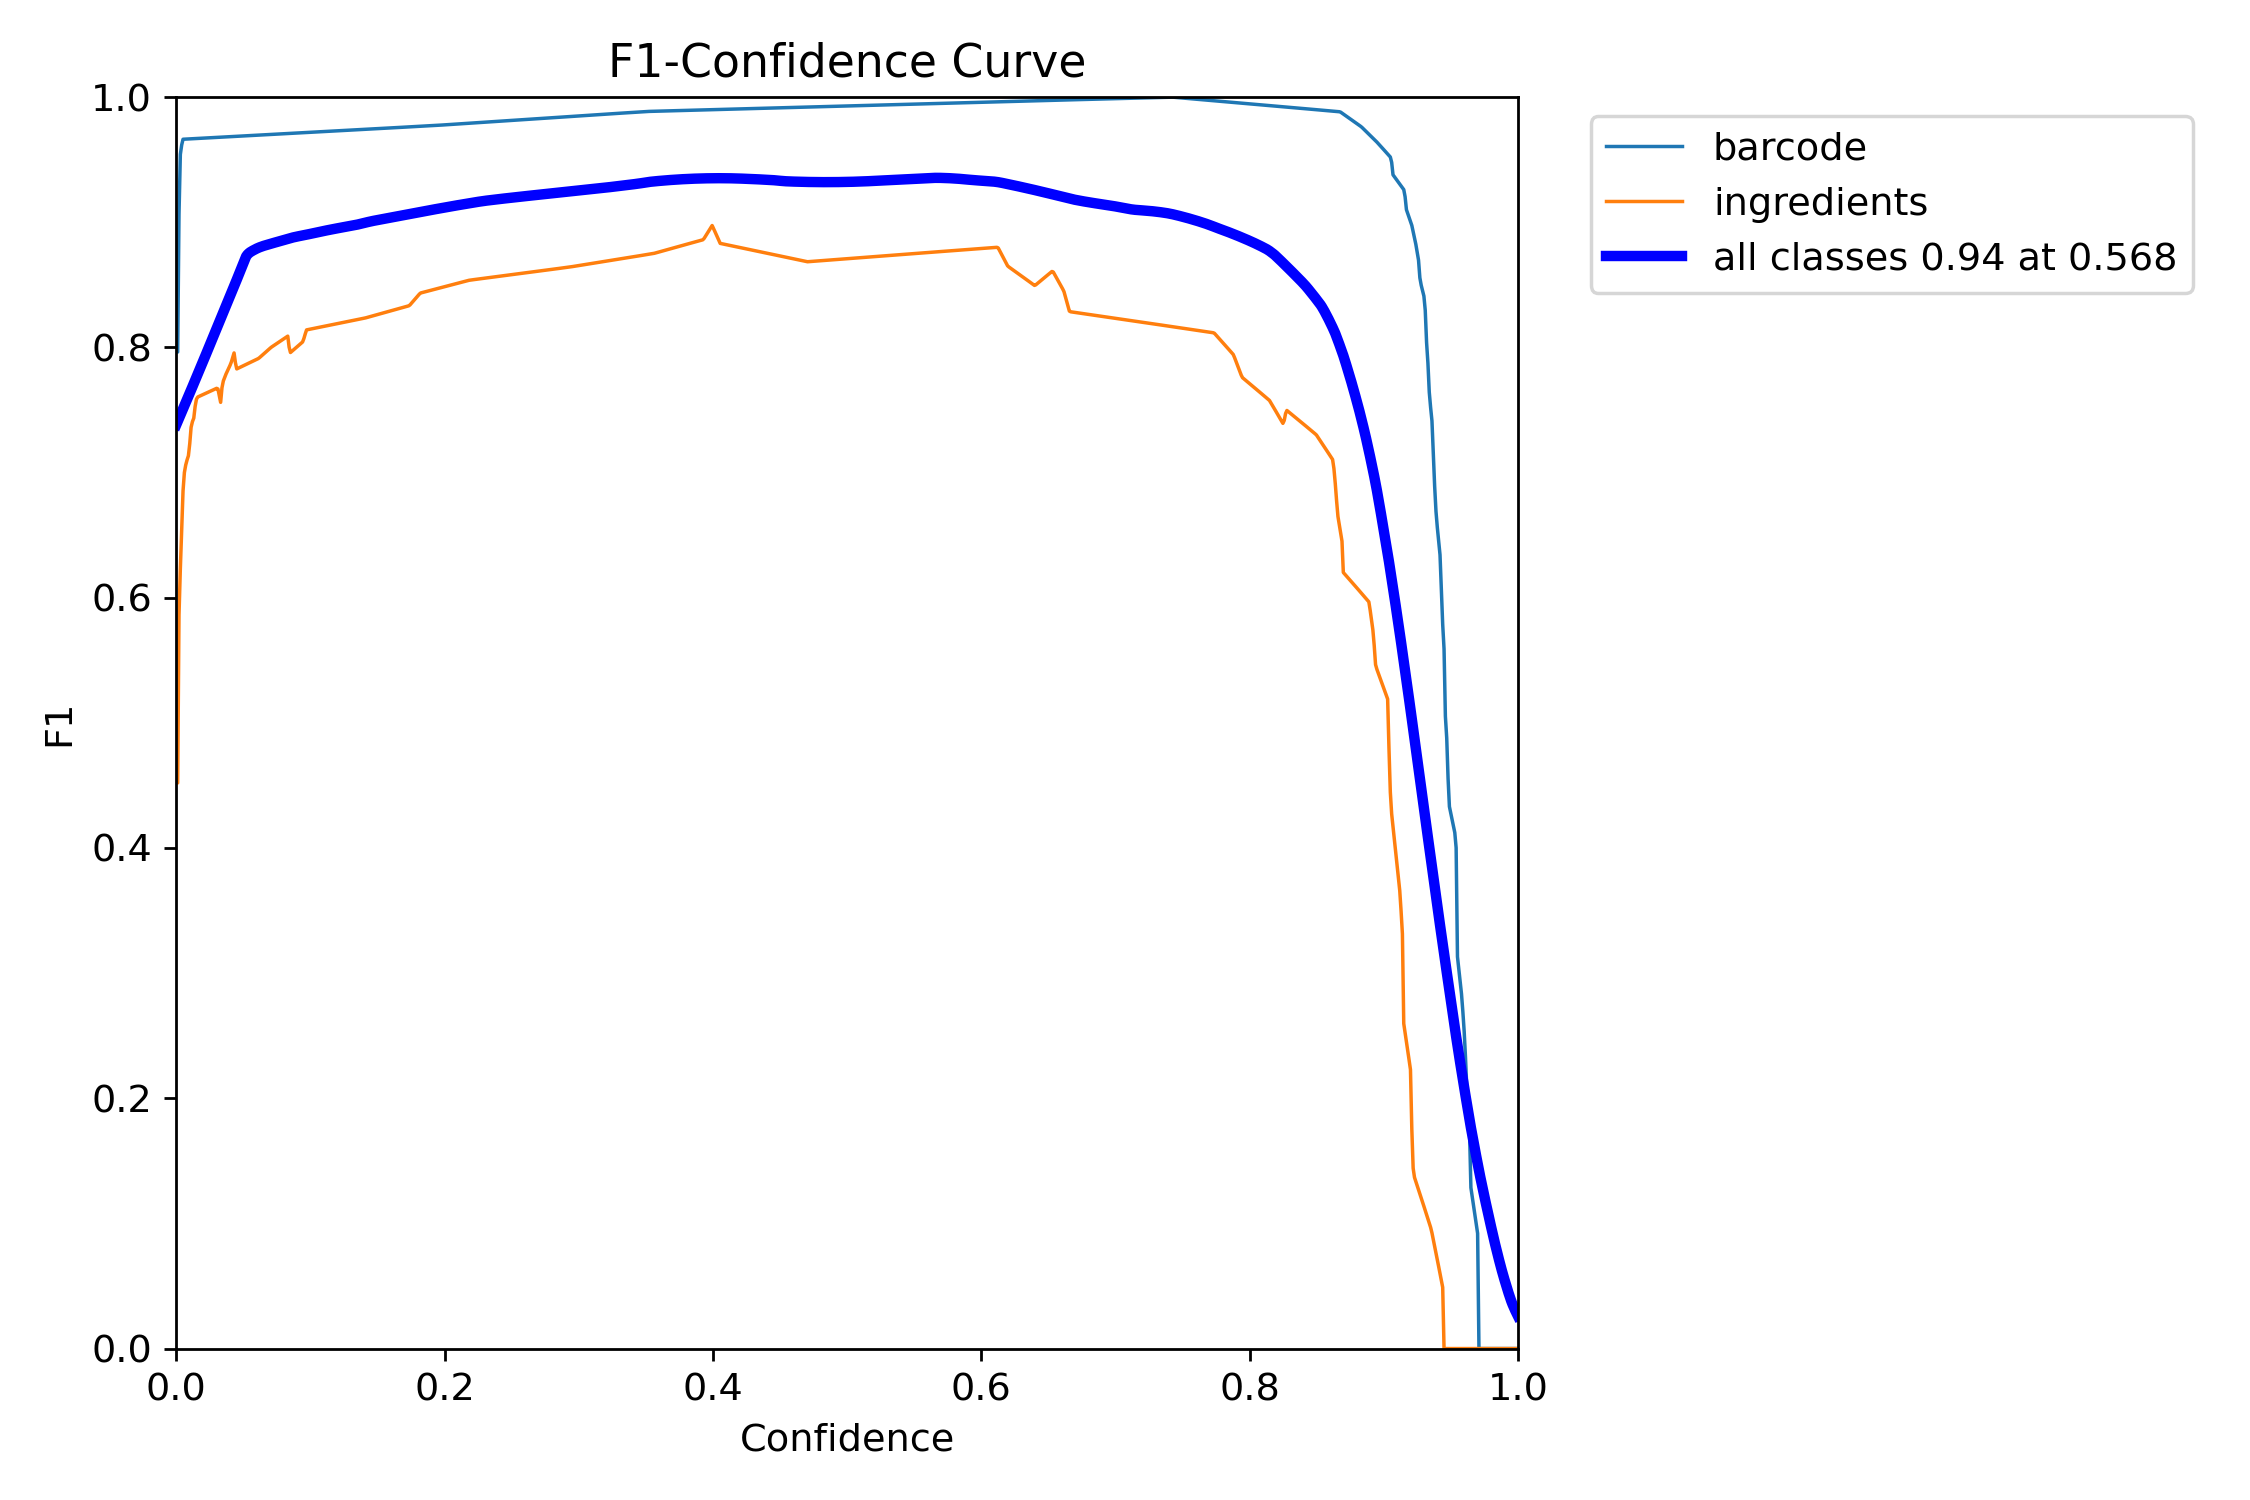 F1-Confidence Curve
barcode
ingredients
all classes 0.94 at 0.568
F1
1.0
0.8
0.6
0.4
0.2
0.0
0.0 0.2 0.4 0.6 0.8 1.0
Confidence